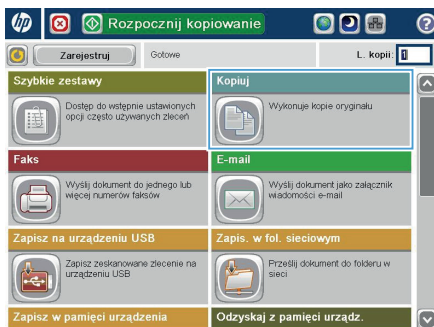 hp
Rozpocznij kopiowanie
?
Zarejestruj
Gotowe
L. kopii:
1
Szybkie zestawy
Dostęp do wstępnie ustawionych
opcji często używanych zleceń
Kopiuj
Wykonuje kopie oryginału
Faks
Wyślij dokument do jednego lub
więcej numerów faksów
E-mail
Wyślij dokument jako załącznik
wiadomości e-mail
Zapisz na urządzeniu USB
Zapisz zeskanowane zlecenie na
urządzeniu USB
Zapis. w fol. sieciowym
Prześlij dokument do folderu w
sieci
Zapisz w pamięci urządzenia
Odzyskaj z pamięci urządz.